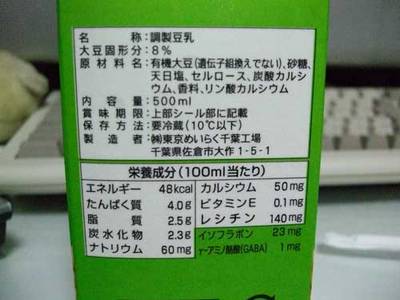 名　　　称：調製豆乳
大豆固形分：８％
原 材 料 名：有機大豆(遺伝子組換えでない)、砂糖、
天日塩、セルロース、炭酸カルシ
ウム、香料、リン酸カルシウム
内　容　量：500ml
賞 味 期 限：上部シール部に記載
保 存 方 法：要冷蔵(10℃以下)
製　造　者：㈱東京めいらく千葉工場
千葉県佐倉市大作1-5-1
栄養成分(100ml当たり)
エネルギー 48kcal カルシウム 50mg
たんぱく質 4.0g ビタミンE 0.1mg
脂質 2.5g レシチン 140mg
炭水化物 2.3g イソフラボン 23mg
ナトリウム 60mg γ-アミノ酪酸(GABA) 1mg